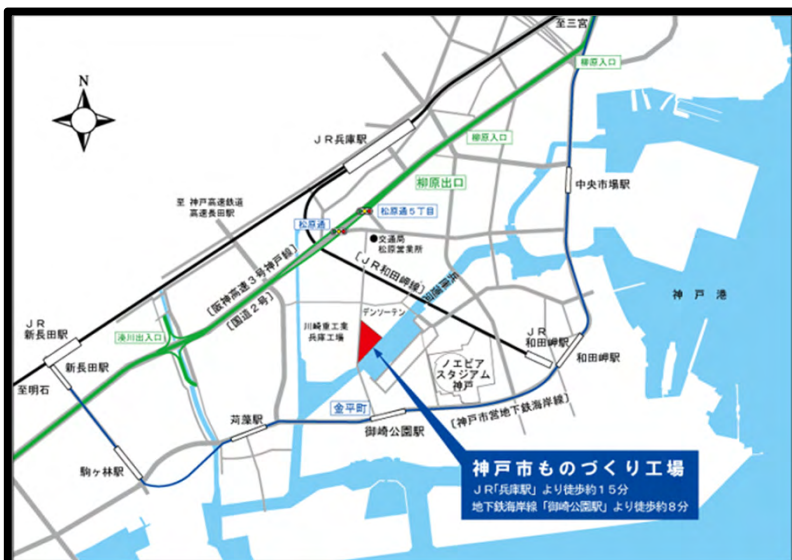 至三宮
柳原入口
N
JR兵庫駅
柳原入口
柳原出口
中央市場駅
至 神戸高速鉄道
高速長田駅
松原通5丁目
松原通
●交通局
松原営業所
〔阪神高速3号神戸線〕
〔国道2号〕
〔JR和田岬線〕
兵庫運河
神戸港
デンソーテン
川崎重工業
兵庫工場
JR
新長田駅
湊川出入口
新長田駅
至明石
JR
和田岬駅
和田岬駅
ノエビア
スタジアム
神戸
金平町
〔神戸市営地下鉄海岸線〕
苅藻駅
御崎公園駅
駒ヶ林駅
神戸市ものづくり工場
JR「兵庫駅」より徒歩約15分
地下鉄海岸線「御崎公園駅」より徒歩約8分